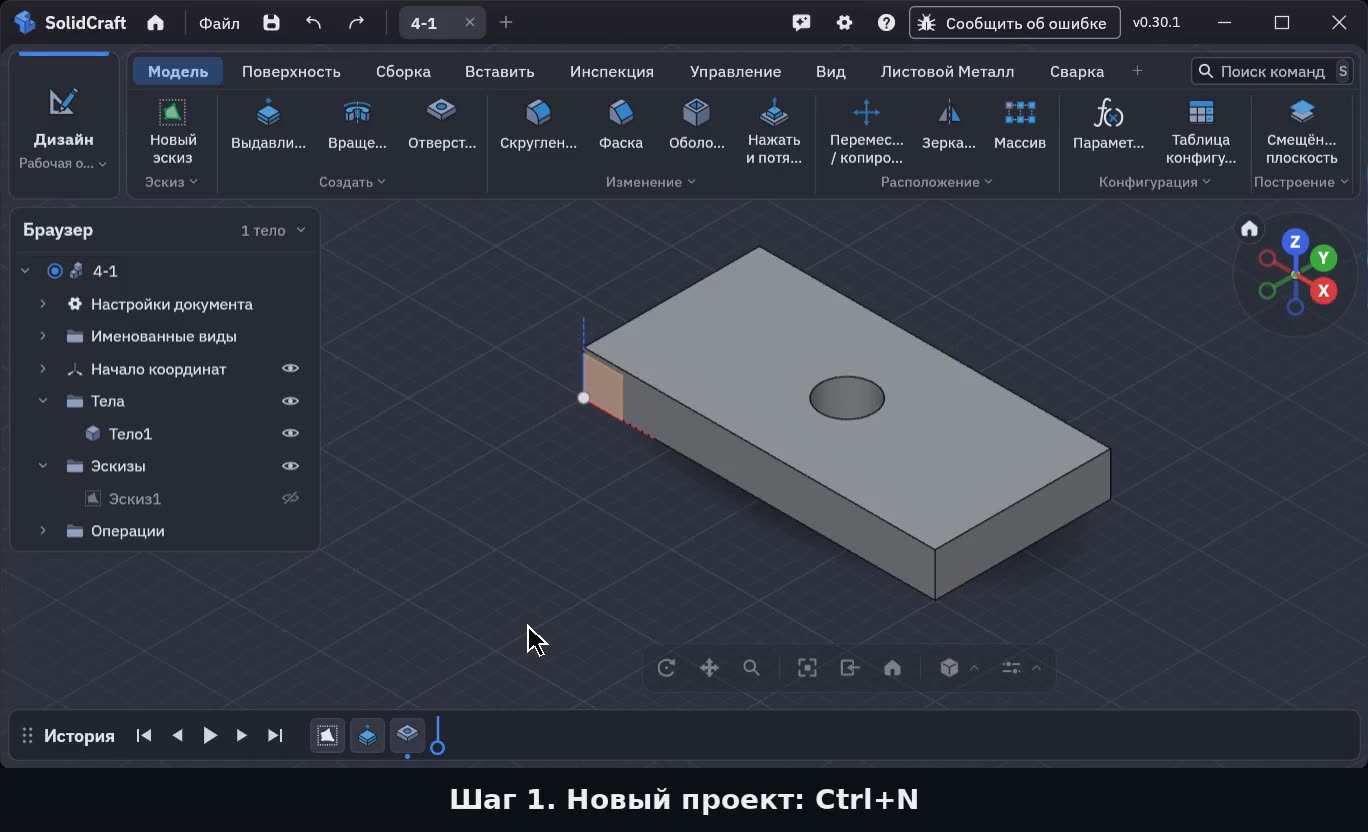 SolidCraft
Файл
4-1
Сообщить об ошибке
v0.30.1
Дизайн
Рабочая о...
Модель
Поверхность
Сборка
Вставить
Инспекция
Управление
Вид
Листовой Металл
Сварка
Поиск команд
S
Новый
эскиз
Эскиз
Выдавли...
Враще...
Отверст...
Создать
Скруглен...
Фаска
Оболо...
Нажать
и потя...
Изменение
Перемес...
/ копиро...
Зерка...
Массив
Расположение
Парамет...
Таблица
конфигу...
Конфигурация
Смещён...
плоскость
Построение
Браузер
1 тело
4-1
Настройки документа
Именованные виды
Начало координат
Тела
Тело1
Эскизы
Эскиз1
Операции
Z
Y
X
История
Шаг 1. Новый проект: Ctrl+N